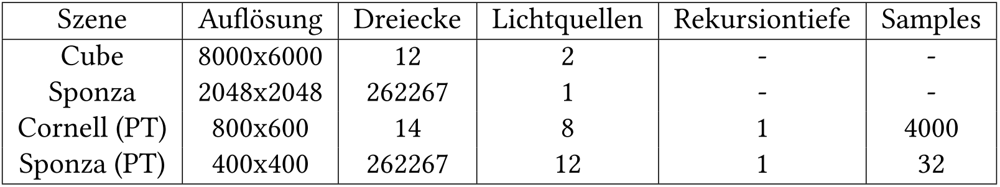 Szene Auflösung Dreiecke Lichtquellen Rekursiontiefe Samples
Cube 8000x6000 12 2 - -
Sponza 2048x2048 262267 1 - -
Cornell (PT) 800x600 14 8 1 4000
Sponza (PT) 400x400 262267 12 1 32